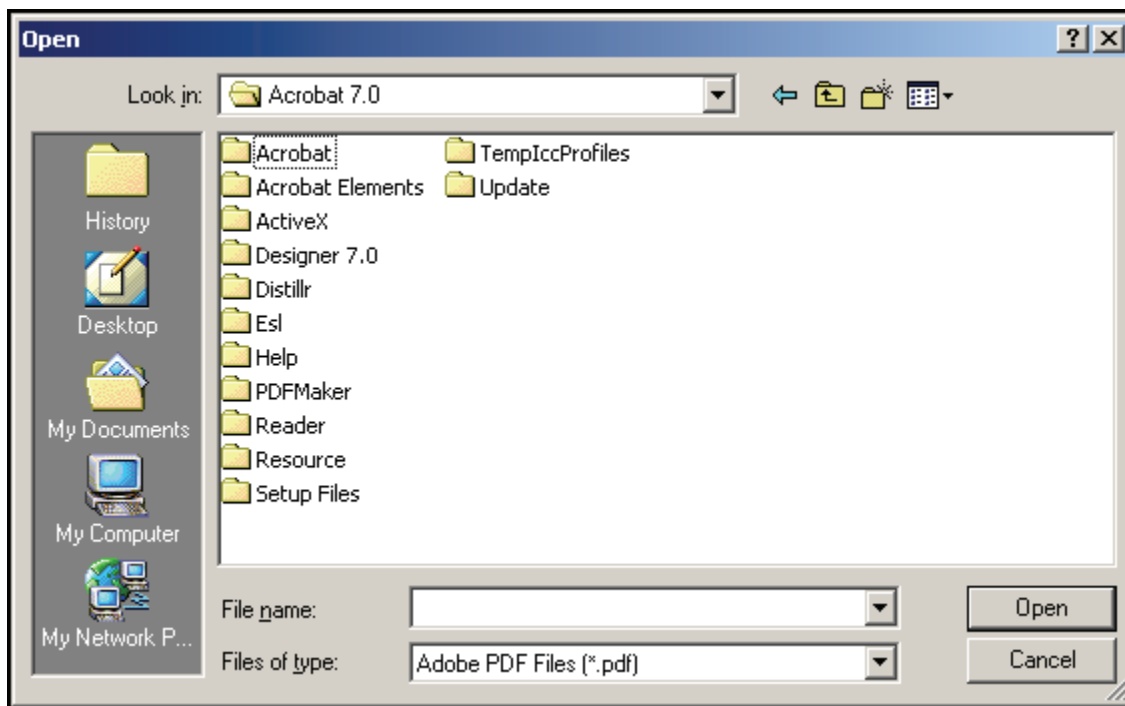 Open
Look in: Acrobat 7.0
History
Desktop
My Documents
My Computer
My Network P...
Acrobat
Acrobat Elements
ActiveX
Designer 7.0
Distillr
Esl
Help
PDFMaker
Reader
Resource
Setup Files
TempIccProfiles
Update
File name:
Open
Files of type: Adobe PDF Files (*.pdf)
Cancel